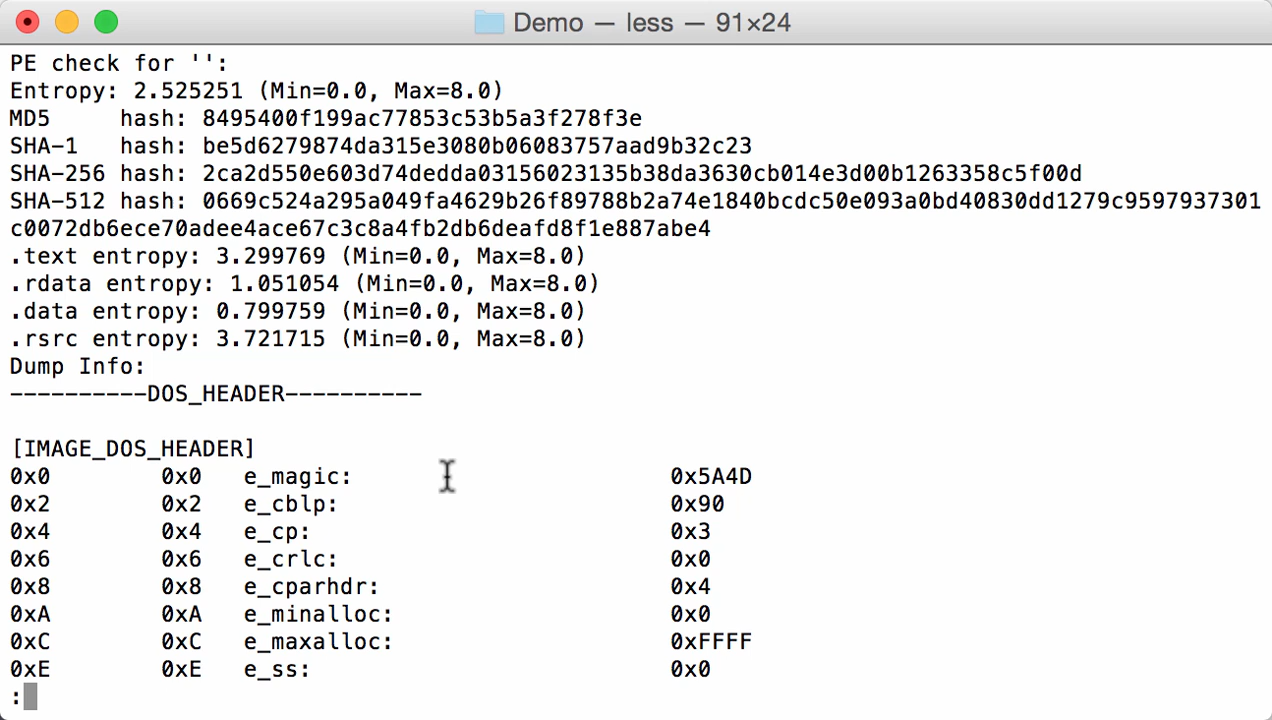 Demo — less — 91×24
PE check for '':
Entropy: 2.525251 (Min=0.0, Max=8.0)
MD5     hash: 8495400f199ac77853c53b5a3f278f3e
SHA-1   hash: be5d6279874da315e3080b06083757aad9b32c23
SHA-256 hash: 2ca2d550e603d74dedda03156023135b38da3630cb014e3d00b1263358c5f00d
SHA-512 hash: 0669c524a295a049fa4629b26f89788b2a74e1840bcdc50e093a0bd40830dd1279c9597937301
c0072db6ece70adee4ace67c3c8a4fb2db6deafd8f1e887abe4
.text entropy: 3.299769 (Min=0.0, Max=8.0)
.rdata entropy: 1.051054 (Min=0.0, Max=8.0)
.data entropy: 0.799759 (Min=0.0, Max=8.0)
.rsrc entropy: 3.721715 (Min=0.0, Max=8.0)
Dump Info:
----------DOS_HEADER----------
[IMAGE_DOS_HEADER]
0x0        0x0   e_magic:                       0x5A4D
0x2        0x2   e_cblp:                        0x90
0x4        0x4   e_cp:                          0x3
0x6        0x6   e_crlc:                        0x0
0x8        0x8   e_cparhdr:                     0x4
0xA        0xA   e_minalloc:                    0x0
0xC        0xC   e_maxalloc:                    0xFFFF
0xE        0xE   e_ss:                          0x0
: